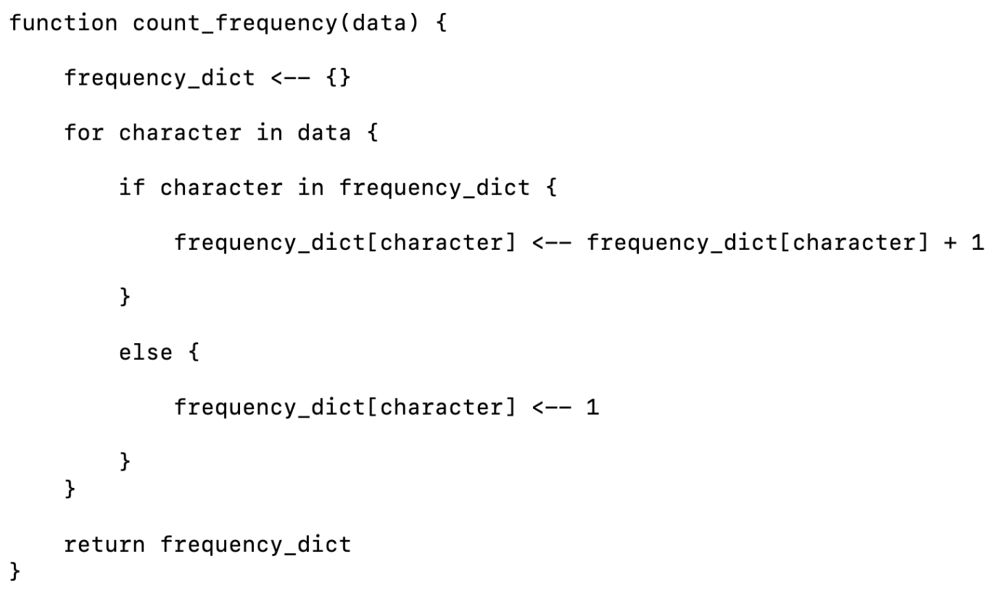 function count_frequency(data) {
frequency_dict <-- {}
for character in data {
if character in frequency_dict {
frequency_dict[character] <-- frequency_dict[character] + 1
}
else {
frequency_dict[character] <-- 1
}
}
return frequency_dict
}